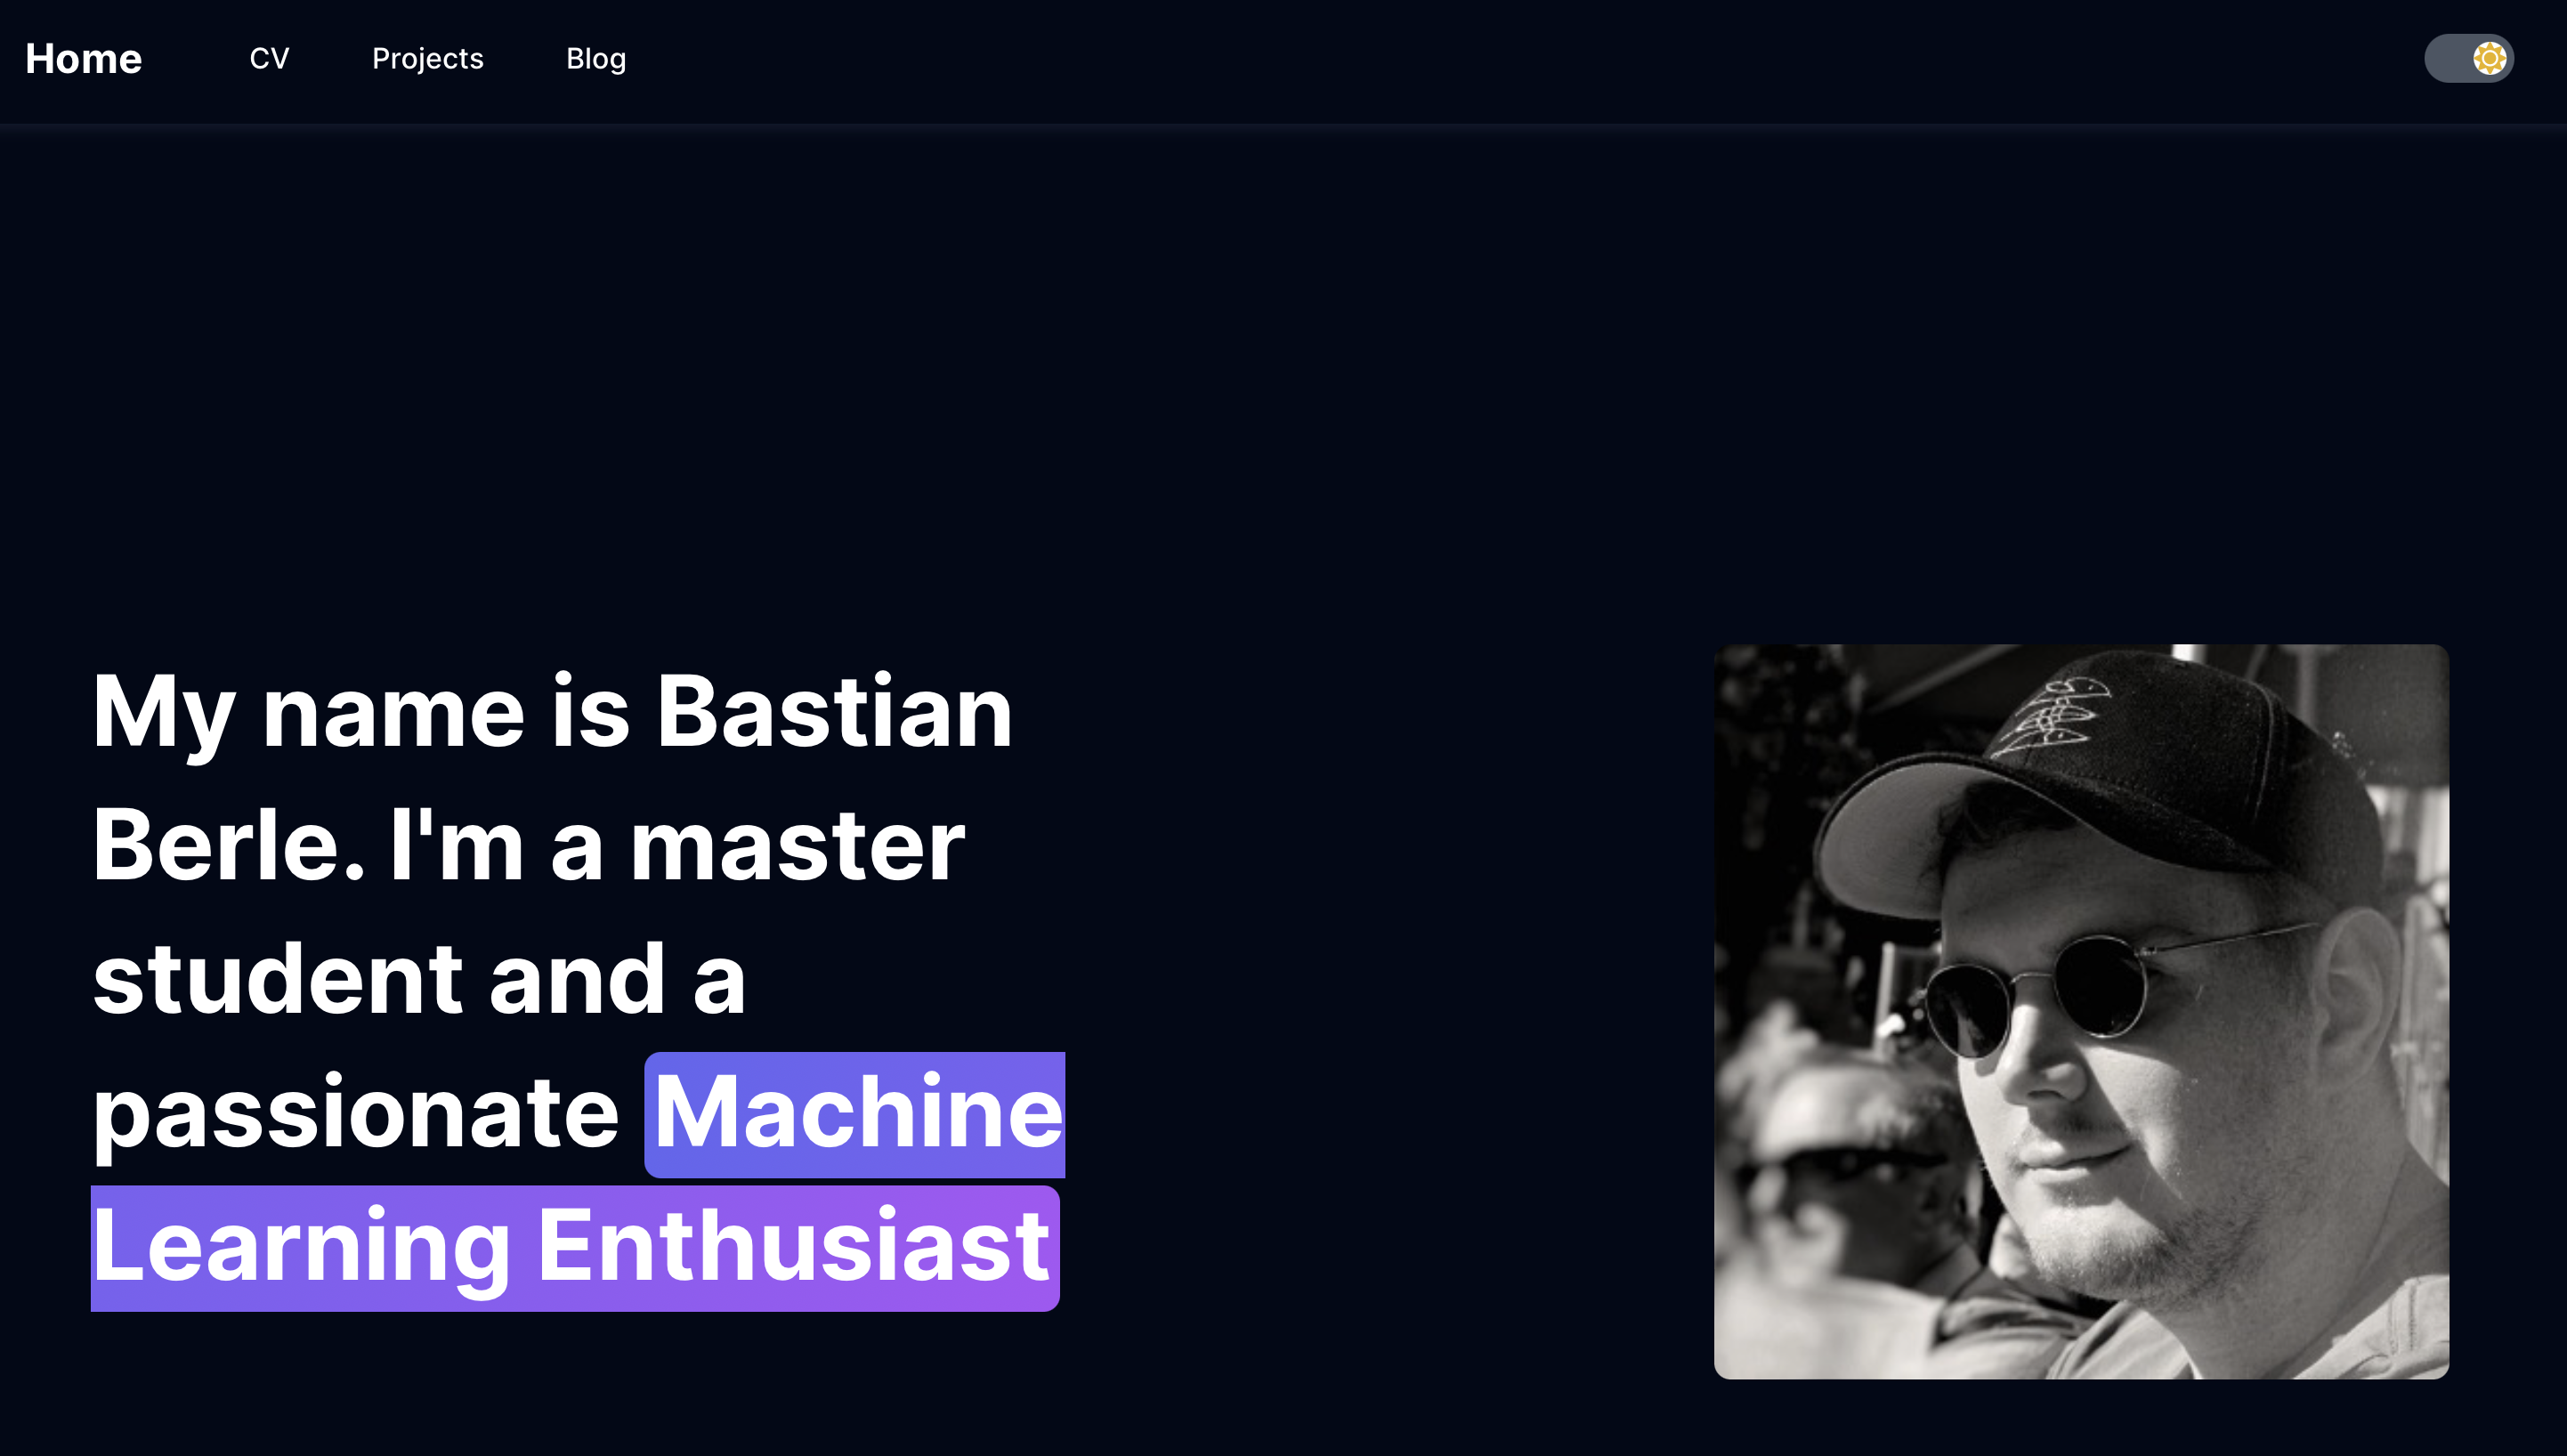 Home CV Projects Blog
My name is Bastian
Berle. I'm a master
student and a
passionate Machine
Learning Enthusiast